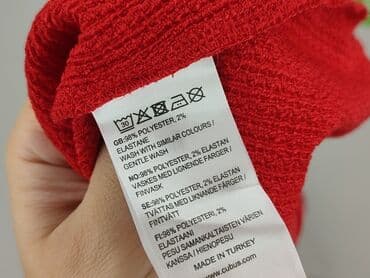 30
GB:98% POLYESTER, 2%
ELASTANE
WASH WITH SIMILAR COLOURS /
GENTLE WASH
NO:98% POLYESTER, 2% ELASTAN
VASKES MED LIGNENDE FARGER /
FINVASK
SE:98% POLYESTER, 2% ELASTAN
TVÄTTAS MED LIKNANDE FÄRGER /
FINTVÄTT
FI:98% POLYESTERI, 2%
ELASTAANI
PESU SAMANKALTAISTEN VÄRIEN
KANSSA / HIENOPESU
MADE IN TURKEY
www.cubus.com